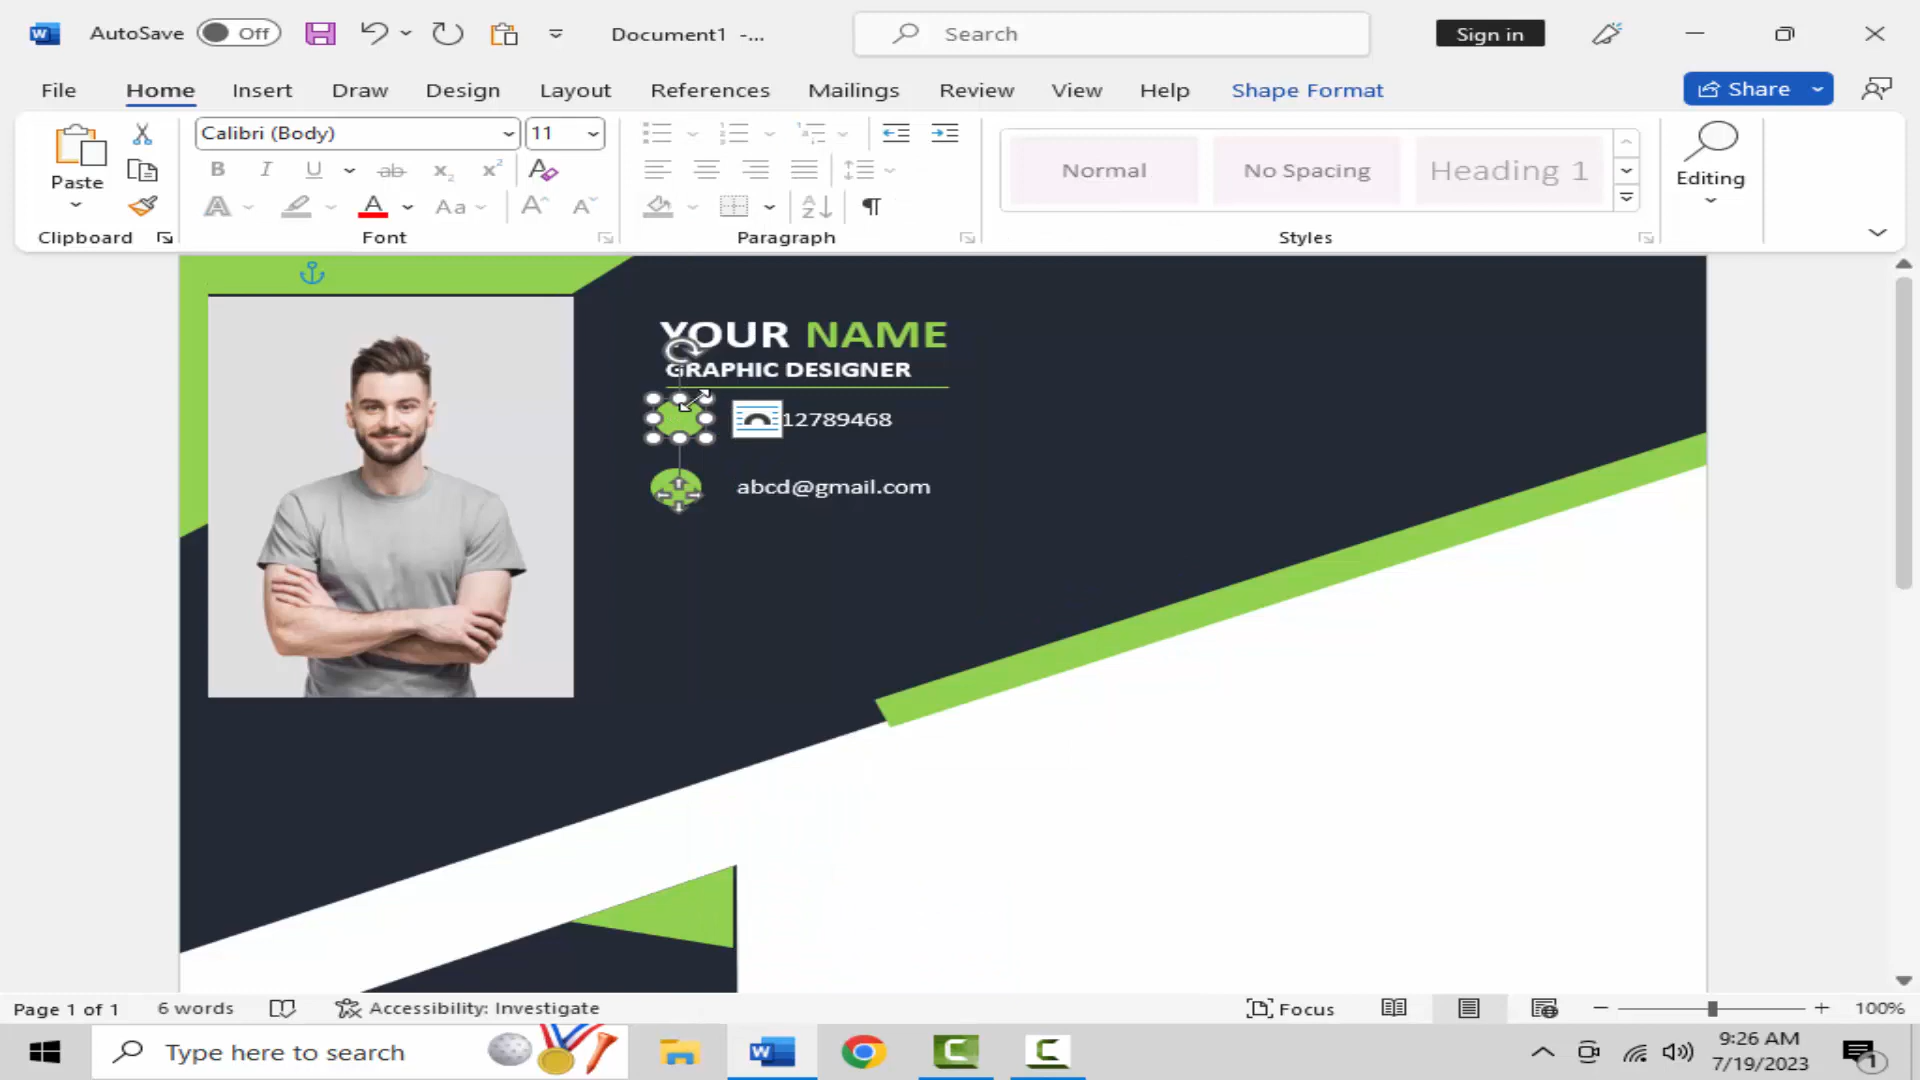 AutoSave Off Document1 -... Search Sign in
File Home Insert Draw Design Layout References Mailings Review View Help Shape Format Share
Paste Calibri (Body) 11 Normal No Spacing Heading 1 Editing
Clipboard Font Paragraph Styles
YOUR NAME
GRAPHIC DESIGNER
12789468
abcd@gmail.com
Page 1 of 1 6 words Accessibility: Investigate Focus 100%
Type here to search 9:26 AM
7/19/2023 1